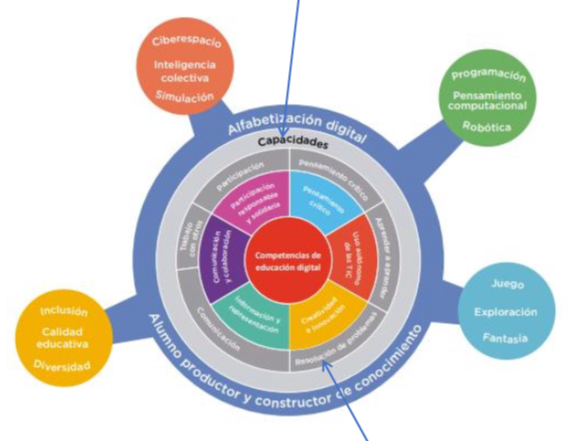 Ciberespacio
Inteligencia
colectiva
Simulación
Programación
Pensamiento
computacional
Robótica
Alfabetización digital
Capacidades
Participación
Pensamiento crítico
Participación
responsable
y solidaria
Pensamiento
crítico
Trabajo
con otros
Comunicación
y colaboración
Competencias de
educación digital
Uso autónomo
de las TIC
Aprender a aprender
Información y
representación
Creatividad
e innovación
Comunicación
Resolución de problemas
Inclusión
Calidad
educativa
Diversidad
Juego
Exploración
Fantasía
Alumno productor y constructor de conocimiento